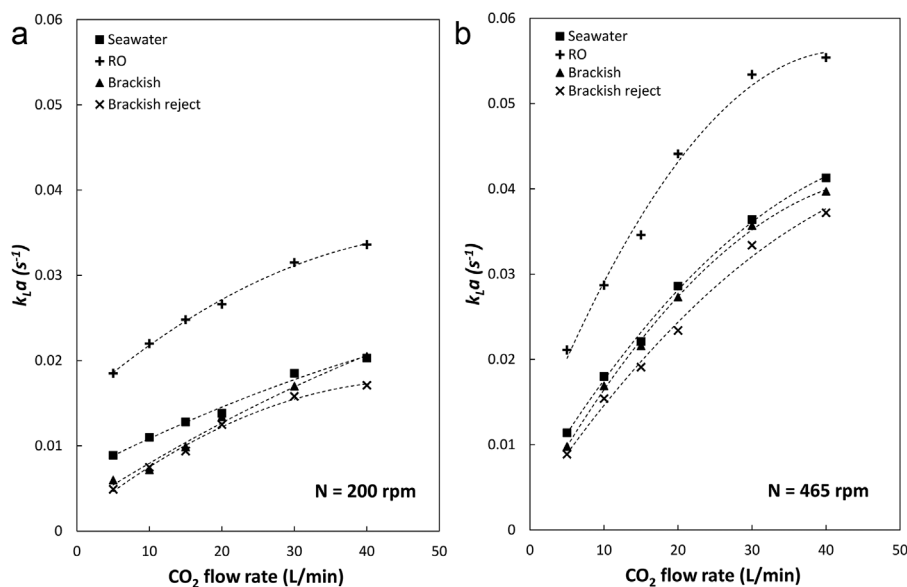 a
0.06
0.05
0.04
0.03
0.02
0.01
0
kLa (s-1)
Seawater
RO
Brackish
Brackish reject
N = 200 rpm
0 10 20 30 40 50
CO2 flow rate (L/min)
b
0.06
0.05
0.04
0.03
0.02
0.01
0
kLa (s-1)
Seawater
RO
Brackish
Brackish reject
N = 465 rpm
0 10 20 30 40 50
CO2 flow rate (L/min)